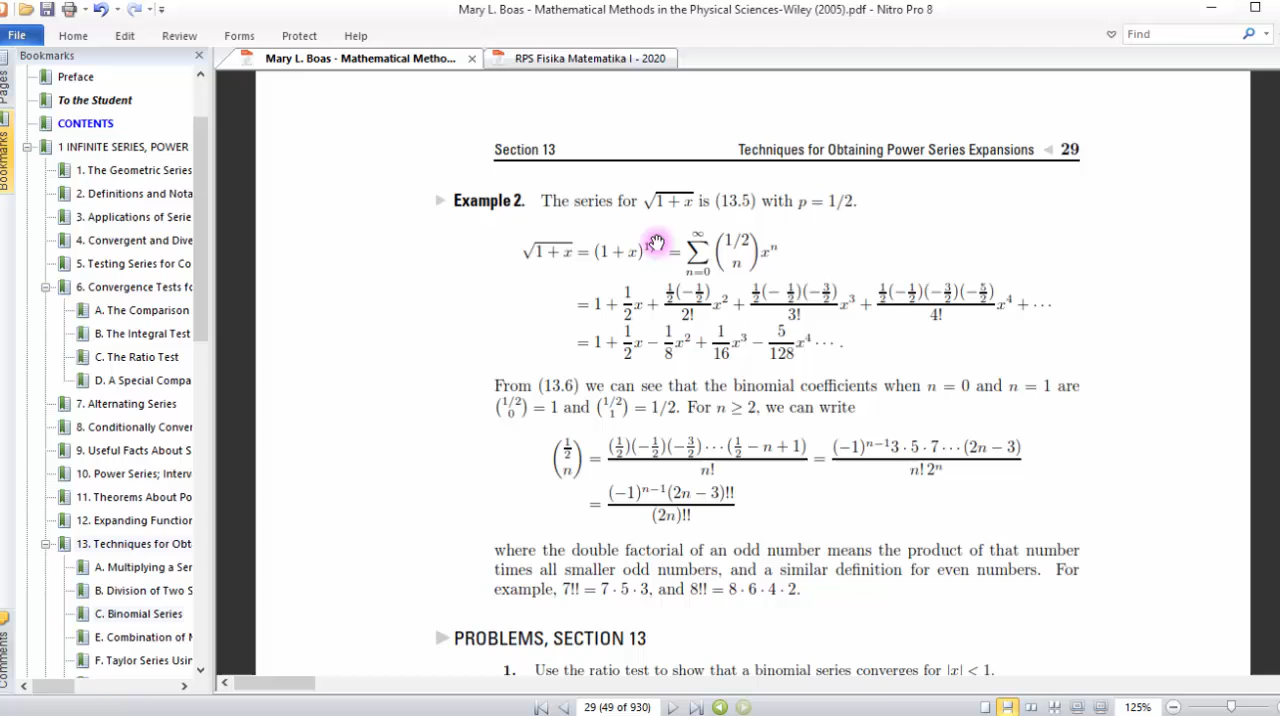 Mary L. Boas - Mathematical Methods in the Physical Sciences-Wiley (2005).pdf - Nitro Pro 8
File Home Edit Review Forms Protect Help Find
Bookmarks
Mary L. Boas - Mathematical Metho...
RPS Fisika Matematika I - 2020
Pages
Bookmarks
Comments
Preface
To the Student
CONTENTS
1 INFINITE SERIES, POWER
1. The Geometric Series
2. Definitions and Nota
3. Applications of Serie
4. Convergent and Dive
5. Testing Series for Co
6. Convergence Tests fo
A. The Comparison
B. The Integral Test
C. The Ratio Test
D. A Special Compa
7. Alternating Series
8. Conditionally Conver
9. Useful Facts About S
10. Power Series; Interv
11. Theorems About Po
12. Expanding Function
13. Techniques for Obt
A. Multiplying a Ser
B. Division of Two S
C. Binomial Series
E. Combination of M
F. Taylor Series Usin
Section 13 Techniques for Obtaining Power Series Expansions 29
Example 2. The series for √1 + x is (13.5) with p = 1/2.
√1 + x = (1 + x) = ∑ n=0 ∞ (1/2 n) xⁿ
= 1 + 1/2 x + ½(−½)/2! x² + ½(−½)(−3/2)/3! x³ + ½(−½)(−3/2)(−5/2)/4! x⁴ + ···
= 1 + 1/2 x − 1/8 x² + 1/16 x³ − 5/128 x⁴ ··· .
From (13.6) we can see that the binomial coefficients when n = 0 and n = 1 are
(1/2 0) = 1 and (1/2 1) = 1/2. For n ≥ 2, we can write
(½ n) = (½)(−½)(−3/2) ··· (½ − n + 1)/n! = (−1)ⁿ⁻¹3 · 5 · 7 ··· (2n − 3)/n! 2ⁿ
= (−1)ⁿ⁻¹(2n − 3)!!/(2n)!!
where the double factorial of an odd number means the product of that number
times all smaller odd numbers, and a similar definition for even numbers. For
example, 7!! = 7 · 5 · 3, and 8!! = 8 · 6 · 4 · 2.
PROBLEMS, SECTION 13
1. Use the ratio test to show that a binomial series converges for |x| < 1.
29 (49 of 930)
125%